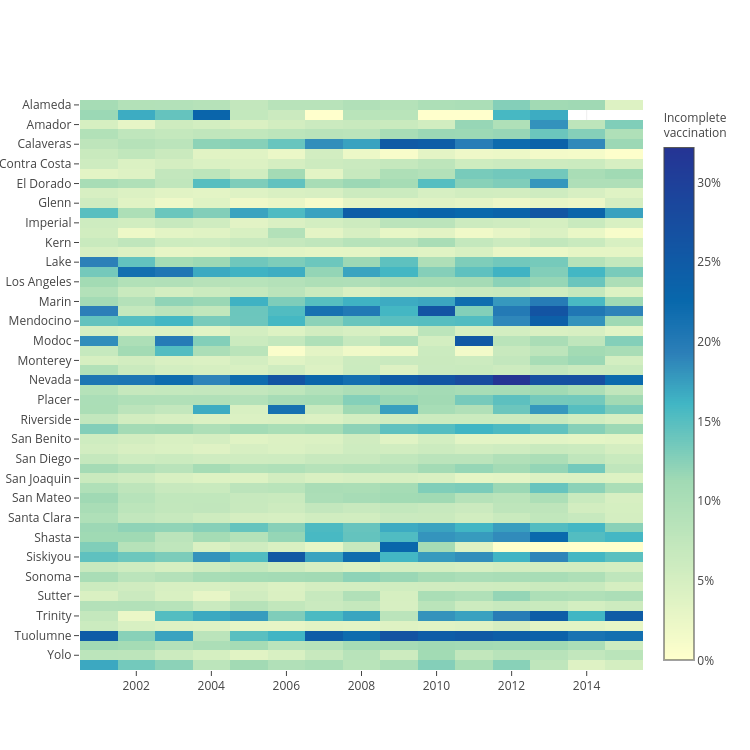 Alameda
Amador
Calaveras
Contra Costa
El Dorado
Glenn
Imperial
Kern
Lake
Los Angeles
Marin
Mendocino
Modoc
Monterey
Nevada
Placer
Riverside
San Benito
San Diego
San Joaquin
San Mateo
Santa Clara
Shasta
Siskiyou
Sonoma
Sutter
Trinity
Tuolumne
Yolo
2002 2004 2006 2008 2010 2012 2014
Incomplete
vaccination
30%
25%
20%
15%
10%
5%
0%